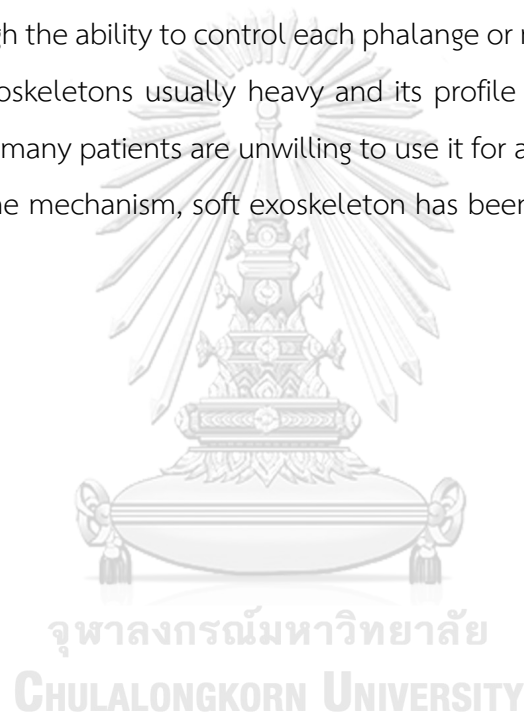 gh the ability to control each phalange or
oskeletons usually heavy and its profile
many patients are unwilling to use it for a
ne mechanism, soft exoskeleton has been
จุฬาลงกรณ์มหาวิทยาลัย
CHULALONGKORN UNIVERSITY